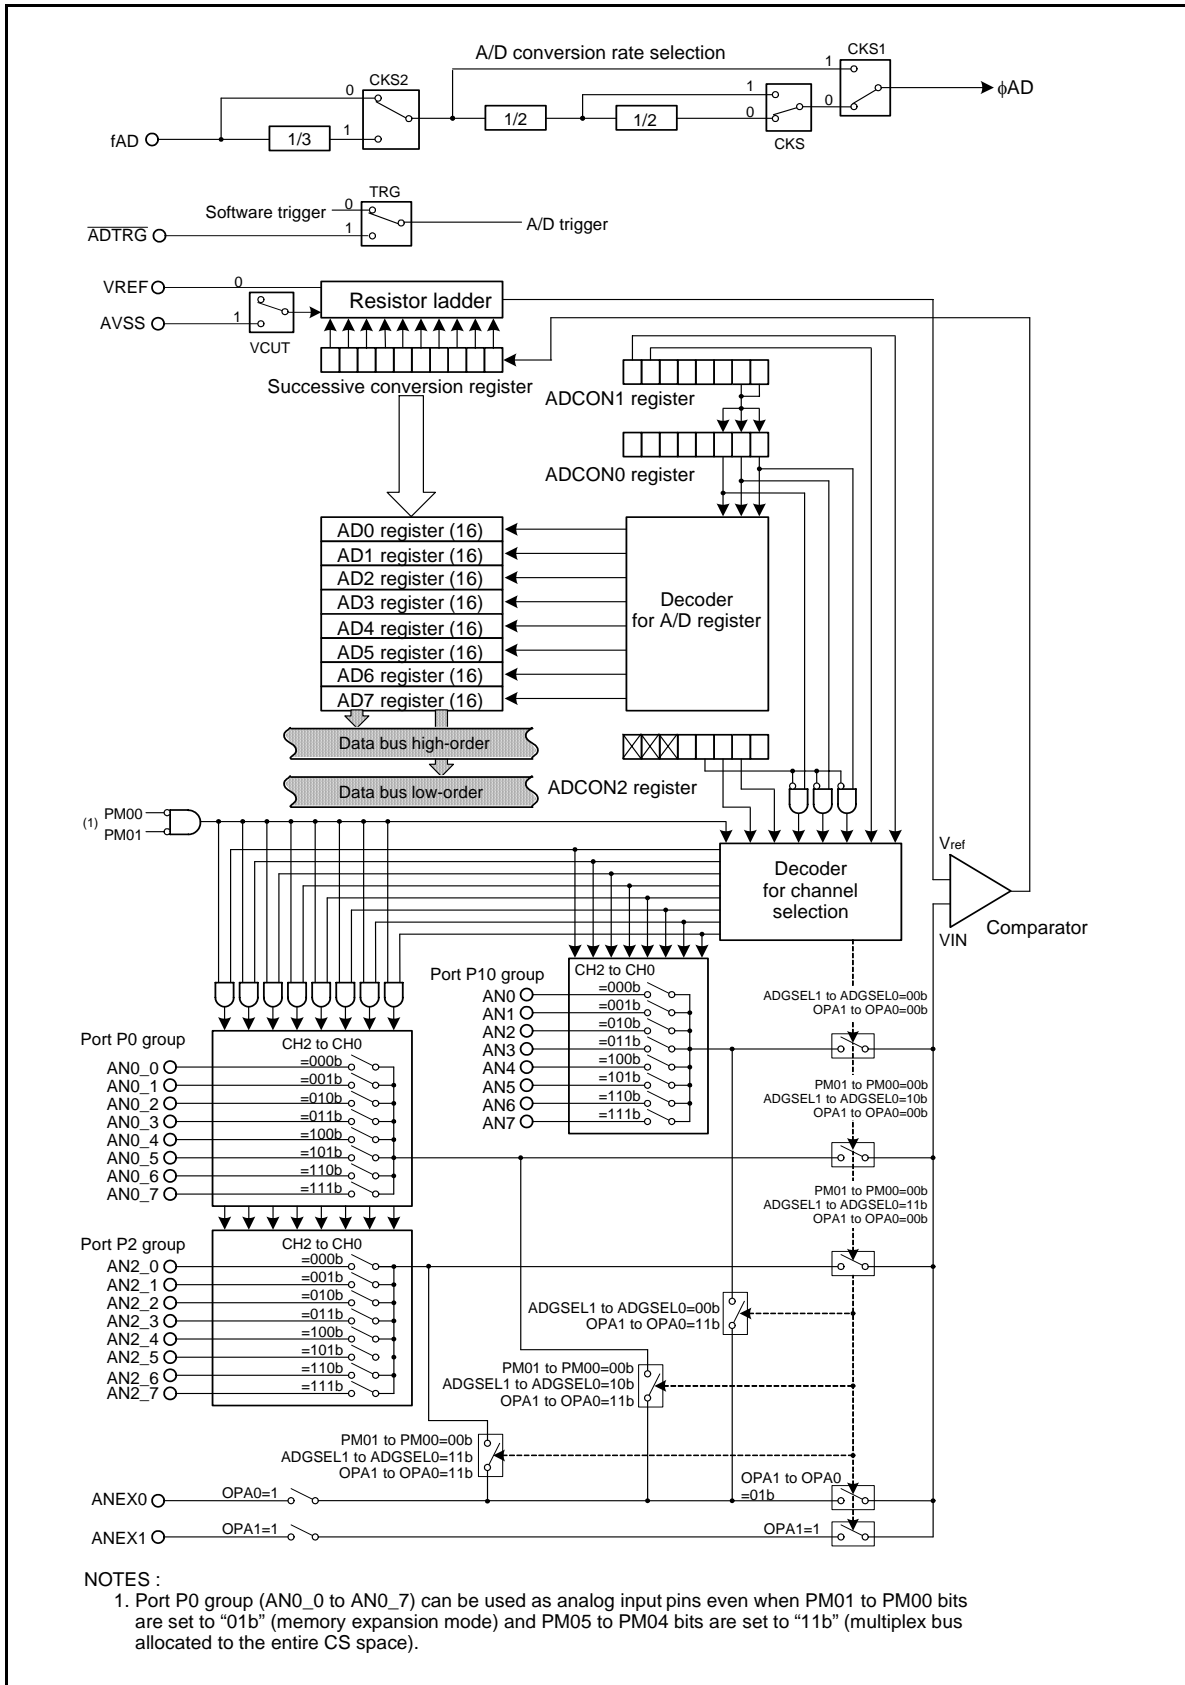 A/D conversion rate selection
CKS1
1
CKS2
0
1
0
φAD
fAD
1/3
1
1/2
1/2
0
CKS
TRG
Software trigger
0
A/D trigger
ADTRG
1
VREF
0
Resistor ladder
AVSS
1
VCUT
Successive conversion register
ADCON1 register
ADCON0 register
AD0 register (16)
AD1 register (16)
AD2 register (16)
AD3 register (16)
AD4 register (16)
AD5 register (16)
AD6 register (16)
AD7 register (16)
Decoder
for A/D register
Data bus high-order
Data bus low-order
ADCON2 register
(1)
PM00
PM01
Decoder
for channel
selection
Vref
VIN
Comparator
Port P10 group
CH2 to CH0
AN0
=000b
AN1
=001b
AN2
=010b
AN3
=011b
AN4
=100b
AN5
=101b
AN6
=110b
AN7
=111b
ADGSEL1 to ADGSEL0=00b
OPA1 to OPA0=00b
PM01 to PM00=00b
ADGSEL1 to ADGSEL0=10b
OPA1 to OPA0=00b
PM01 to PM00=00b
ADGSEL1 to ADGSEL0=11b
OPA1 to OPA0=00b
Port P0 group
CH2 to CH0
AN0_0
=000b
AN0_1
=001b
AN0_2
=010b
AN0_3
=011b
AN0_4
=100b
AN0_5
=101b
AN0_6
=110b
AN0_7
=111b
Port P2 group
CH2 to CH0
AN2_0
=000b
AN2_1
=001b
AN2_2
=010b
AN2_3
=011b
AN2_4
=100b
AN2_5
=101b
AN2_6
=110b
AN2_7
=111b
ADGSEL1 to ADGSEL0=00b
OPA1 to OPA0=11b
PM01 to PM00=00b
ADGSEL1 to ADGSEL0=10b
OPA1 to OPA0=11b
PM01 to PM00=00b
ADGSEL1 to ADGSEL0=11b
OPA1 to OPA0=11b
ANEX0
OPA0=1
OPA1 to OPA0
=01b
ANEX1
OPA1=1
OPA1=1
NOTES :
1. Port P0 group (AN0_0 to AN0_7) can be used as analog input pins even when PM01 to PM00 bits
are set to “01b” (memory expansion mode) and PM05 to PM04 bits are set to “11b” (multiplex bus
allocated to the entire CS space).